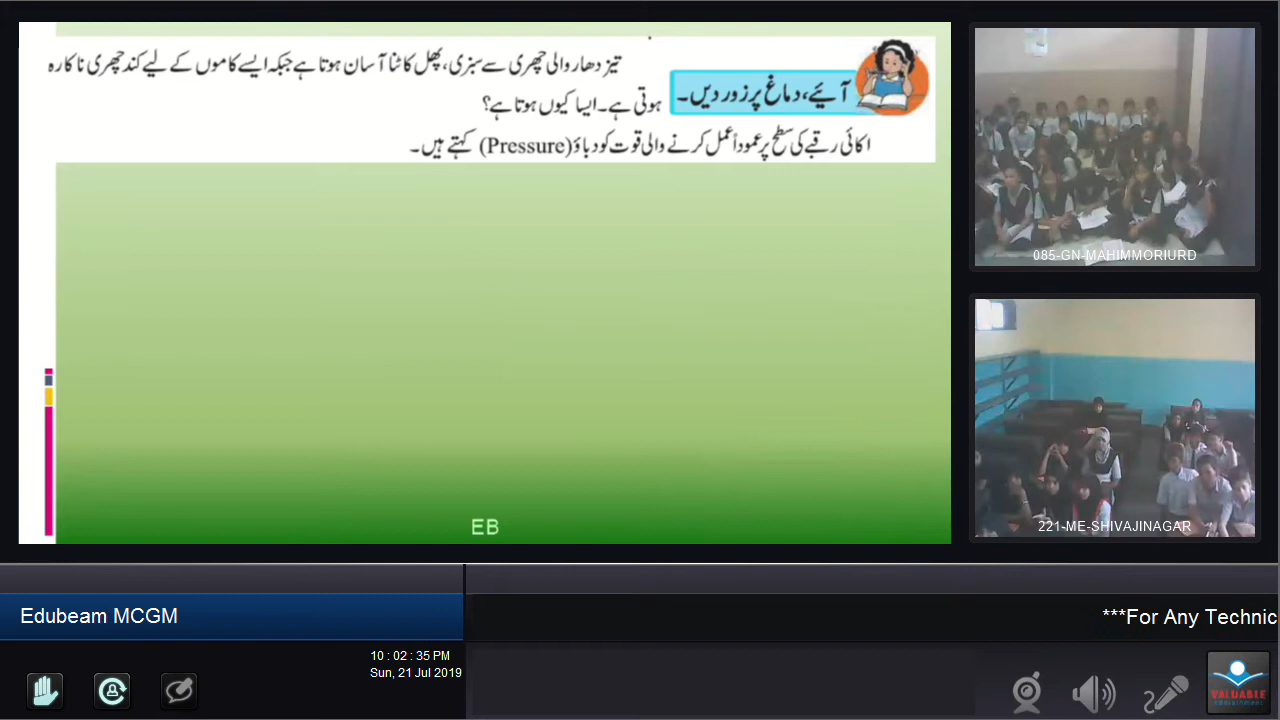 تیز دھار والی چھری سے سبزی، پھل کاٹنا آسان ہوتا ہے جبکہ ایسے کاموں کے لیے کند چھری ناکارہ
آئیے، دماغ پر زور دیں۔
ہوتی ہے۔ ایسا کیوں ہوتا ہے؟
اکائی رقبے کی سطح پر عموداً عمل کرنے والی قوت کو دباؤ (Pressure) کہتے ہیں۔
EB
085-GN-MAHIMMORIURD
221-ME-SHIVAJINAGAR
Edubeam MCGM
***For Any Technic
10 : 02 : 35 PM
Sun, 21 Jul 2019
VALUABLE